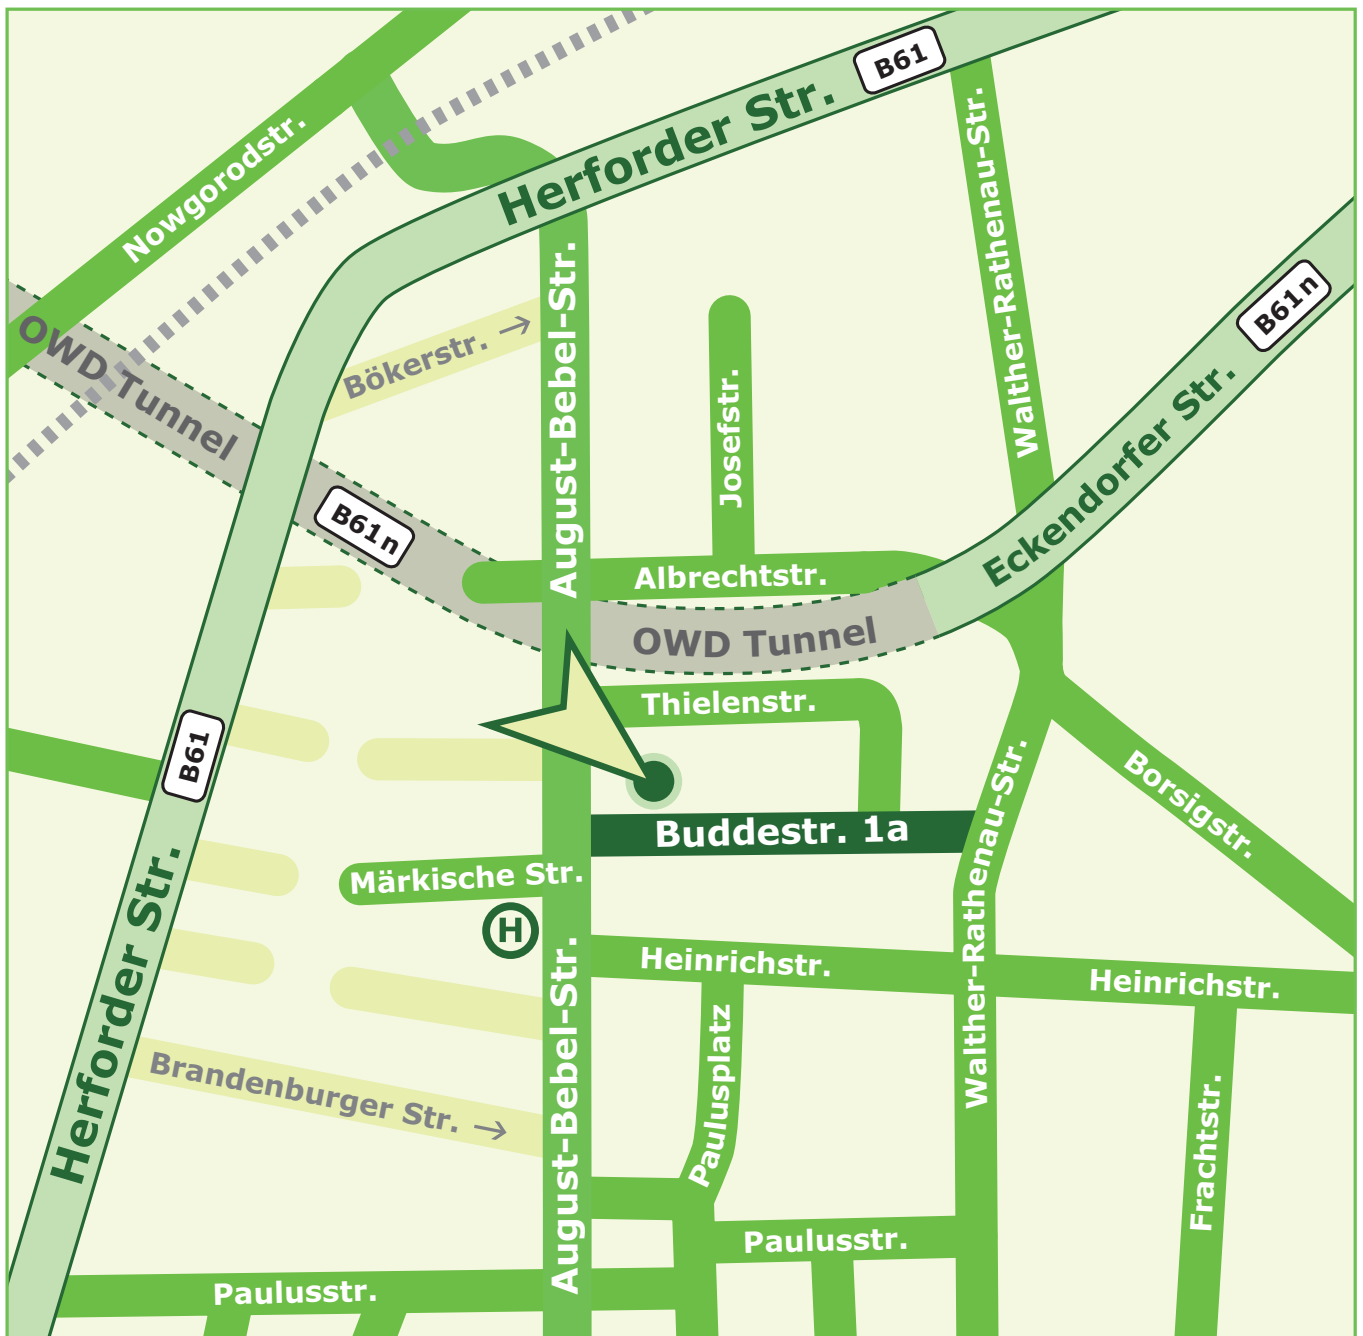 B61
Herforder Str.
Nowgorodstr.
Walther-Rathenau-Str.
B61n
OWD Tunnel
Bökerstr. →
August-Bebel-Str.
Josefstr.
Eckendorfer Str.
B61n
Albrechtstr.
OWD Tunnel
Thielenstr.
B61
Borsigstr.
Buddestr. 1a
Märkische Str.
H
Walther-Rathenau-Str.
Heinrichstr.
Heinrichstr.
Herforder Str.
Brandenburger Str. →
August-Bebel-Str.
Paulusplatz
Frachtstr.
Paulusstr.
Paulusstr.